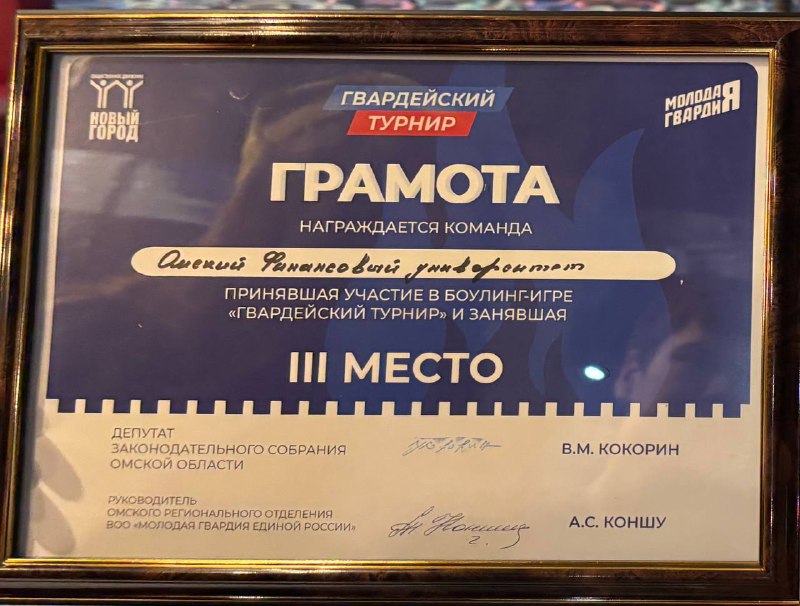 ОБЩЕСТВЕННОЕ ДВИЖЕНИЕ
НОВЫЙ
ГОРОД
ГВАРДЕЙСКИЙ
ТУРНИР
МОЛОДАЯ
ГВАРДИЯ
ГРАМОТА
НАГРАЖДАЕТСЯ КОМАНДА
Омский Финансовый университет
ПРИНЯВШАЯ УЧАСТИЕ В БОУЛИНГ-ИГРЕ
«ГВАРДЕЙСКИЙ ТУРНИР» И ЗАНЯВШАЯ
III МЕСТО
ДЕПУТАТ
ЗАКОНОДАТЕЛЬНОГО СОБРАНИЯ
ОМСКОЙ ОБЛАСТИ
В.М. КОКОРИН
РУКОВОДИТЕЛЬ
ОМСКОГО РЕГИОНАЛЬНОГО ОТДЕЛЕНИЯ
ВОО «МОЛОДАЯ ГВАРДИЯ ЕДИНОЙ РОССИИ»
А.С. КОНШУ